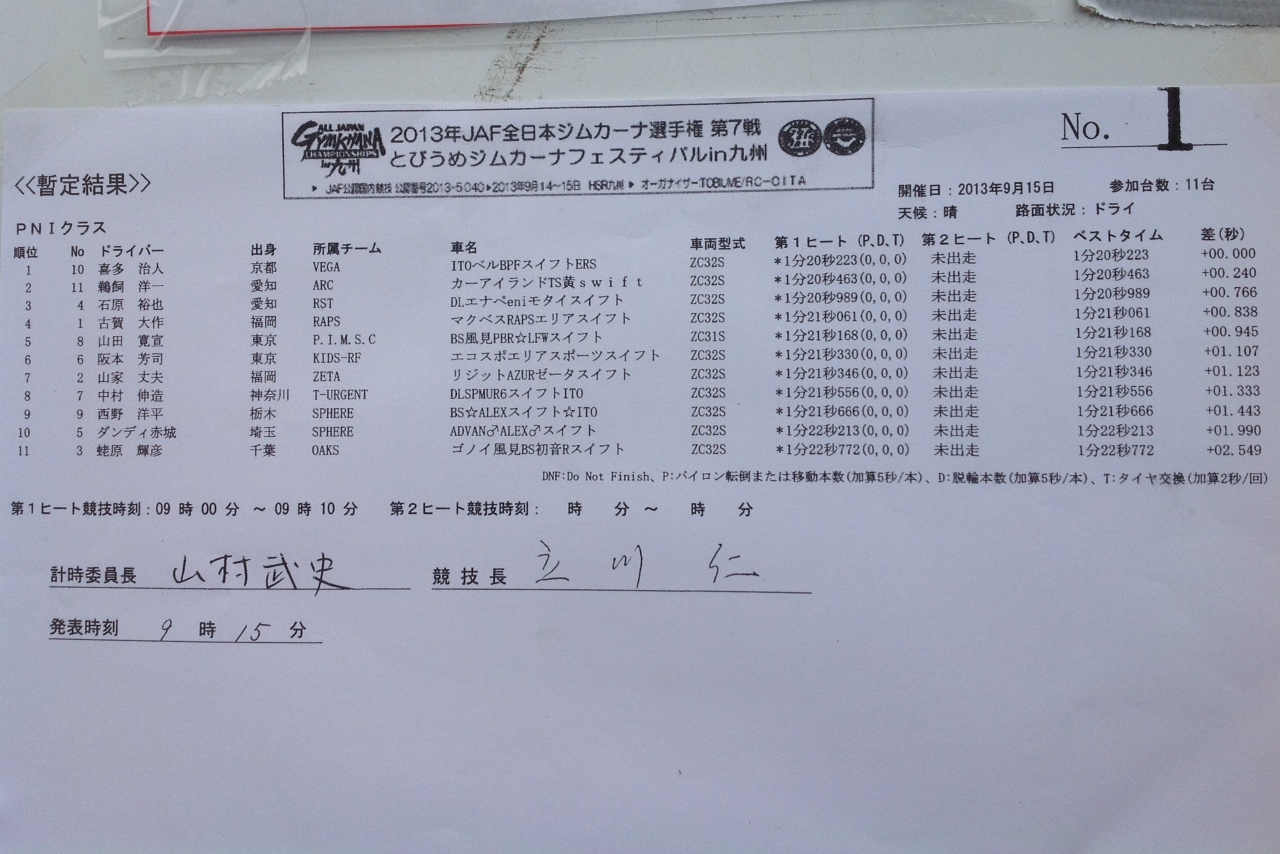 ALL JAPAN
GYMKHANA
CHAMPIONSHIPS
in 九州
2013年JAF全日本ジムカーナ選手権 第7戦
とびうめジムカーナフェスティバルin九州
▶ JAF公認国内競技 公認番号2013-5040▶2013年9月14~15日 HSR九州 ▶ オーガナイザー:TOBIUME/RC-OITA
No. 1
<<暫定結果>>
開催日:2013年9月15日 参加台数:11台
天候:晴 路面状況:ドライ
PN1クラス
順位 No ドライバー 出身 所属チーム 車名 車両型式 第1ヒート (P,D,T) 第2ヒート (P,D,T) ベストタイム 差(秒)
1 10 喜多 治人 京都 VEGA ITOベルBPFスイフトERS ZC32S *1分20秒223(0,0,0) 未出走 1分20秒223 +00.000
2 11 鵜飼 洋一 愛知 ARC カーアイランドTS黄swift ZC32S *1分20秒463(0,0,0) 未出走 1分20秒463 +00.240
3 4 石原 裕也 愛知 RST DLエナペeniモタイスイフト ZC32S *1分20秒989(0,0,0) 未出走 1分20秒989 +00.766
4 1 古賀 大作 福岡 RAPS マクベスRAPSエリアスイフト ZC32S *1分21秒061(0,0,0) 未出走 1分21秒061 +00.838
5 8 山田 寛宣 東京 P.I.M.S.C BS風見PBR☆LFWスイフト ZC31S *1分21秒168(0,0,0) 未出走 1分21秒168 +00.945
6 6 阪本 芳司 東京 KIDS-RF エコスポエリアスポーツスイフト ZC32S *1分21秒330(0,0,0) 未出走 1分21秒330 +01.107
7 2 山家 丈夫 福岡 ZETA リジットAZURゼータスイフト ZC32S *1分21秒346(0,0,0) 未出走 1分21秒346 +01.123
8 7 中村 伸造 神奈川 T-URGENT DLSPMUR6スイフトITO ZC32S *1分21秒556(0,0,0) 未出走 1分21秒556 +01.333
9 9 西野 洋平 栃木 SPHERE BS☆ALEXスイフト☆ITO ZC32S *1分21秒666(0,0,0) 未出走 1分21秒666 +01.443
10 5 ダンディ赤城 埼玉 SPHERE ADVAN♂ALEX♂スイフト ZC32S *1分22秒213(0,0,0) 未出走 1分22秒213 +01.990
11 3 蛯原 輝彦 千葉 OAKS ゴノイ風見BS初音Rスイフト ZC32S *1分22秒772(0,0,0) 未出走 1分22秒772 +02.549
DNF:Do Not Finish、P:パイロン転倒または移動本数(加算5秒/本)、D:脱輪本数(加算5秒/本)、T:タイヤ交換(加算2秒/回)
第1ヒート競技時刻:09 時 00 分 ~ 09 時 10 分 第2ヒート競技時刻: 時 分 ~ 時 分
計時委員長 山村武史 競技長 立川 仁
発表時刻 9 時 15 分